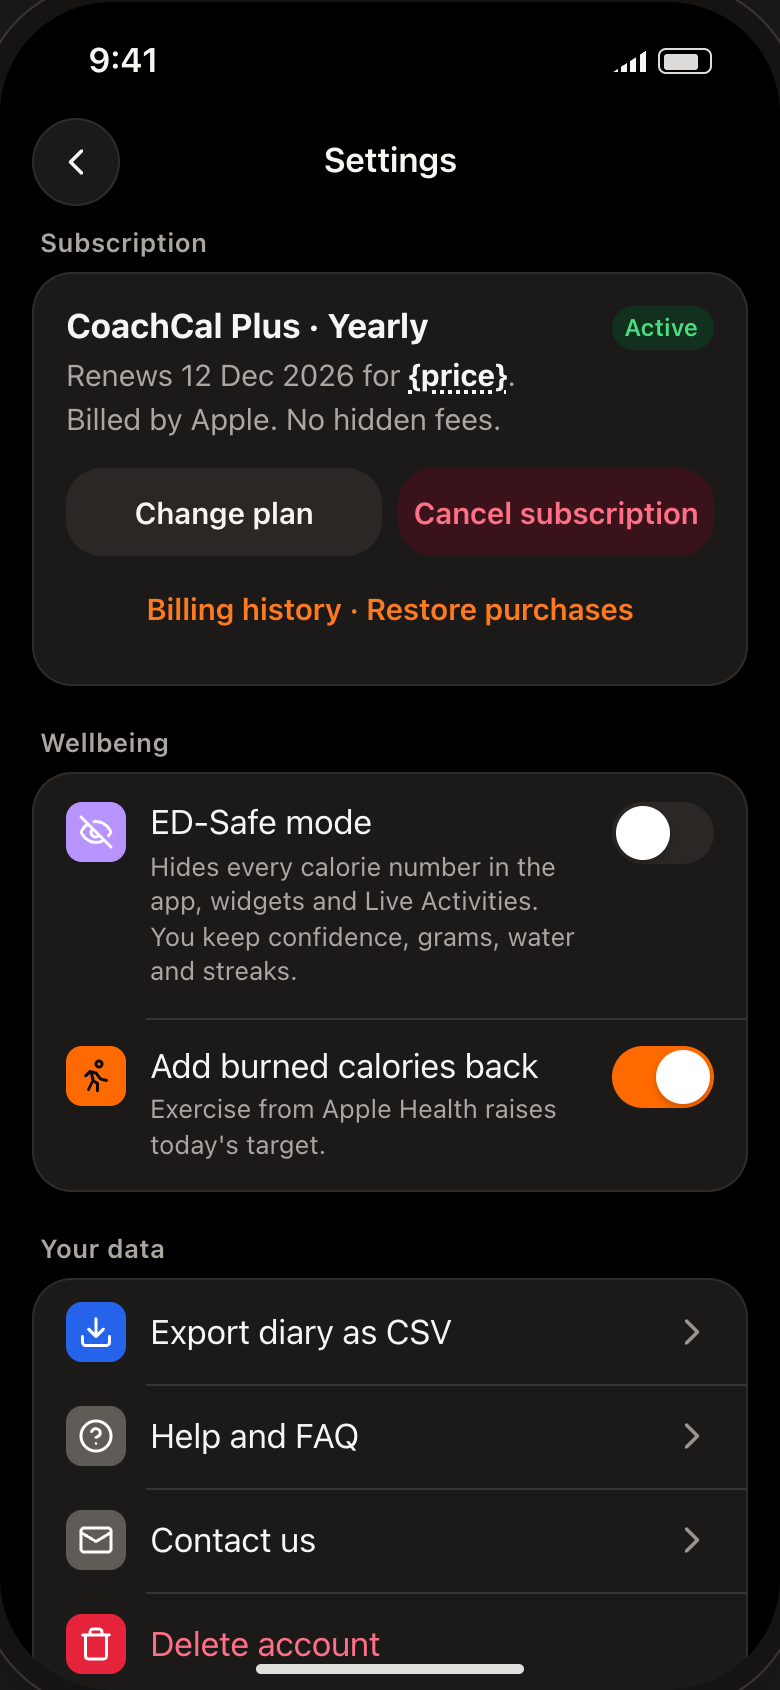 9:41
Settings
Subscription
CoachCal Plus · Yearly
Active
Renews 12 Dec 2026 for {price}.
Billed by Apple. No hidden fees.
Change plan
Cancel subscription
Billing history · Restore purchases
Wellbeing
ED-Safe mode
Hides every calorie number in the
app, widgets and Live Activities.
You keep confidence, grams, water
and streaks.
Add burned calories back
Exercise from Apple Health raises
today's target.
Your data
Export diary as CSV
Help and FAQ
Contact us
Delete account